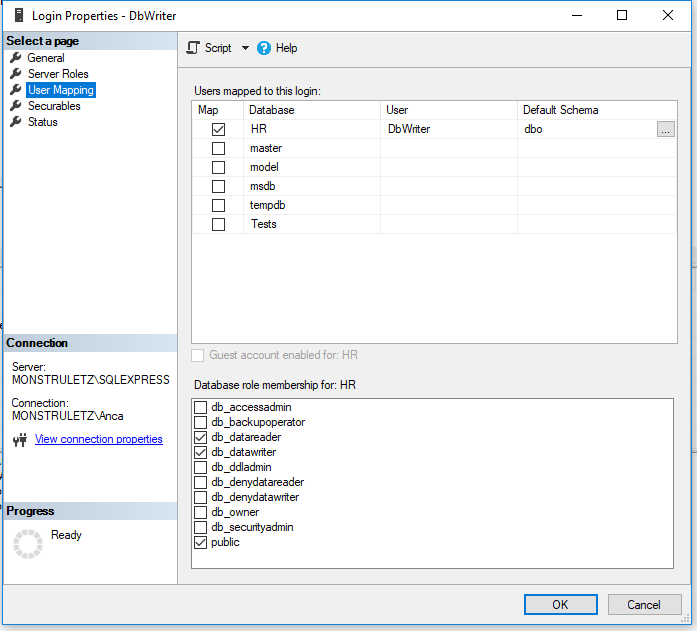 Login Properties - DbWriter
Select a page
General
Server Roles
User Mapping
Securables
Status
Script
Help
Users mapped to this login:
Map Database User Default Schema
HR DbWriter dbo ...
master
model
msdb
tempdb
Tests
Guest account enabled for: HR
Database role membership for: HR
db_accessadmin
db_backupoperator
db_datareader
db_datawriter
db_ddladmin
db_denydatareader
db_denydatawriter
db_owner
db_securityadmin
public
Connection
Server:
MONSTRULETZ\SQLEXPRESS
Connection:
MONSTRULETZ\Anca
View connection properties
Progress
Ready
OK
Cancel